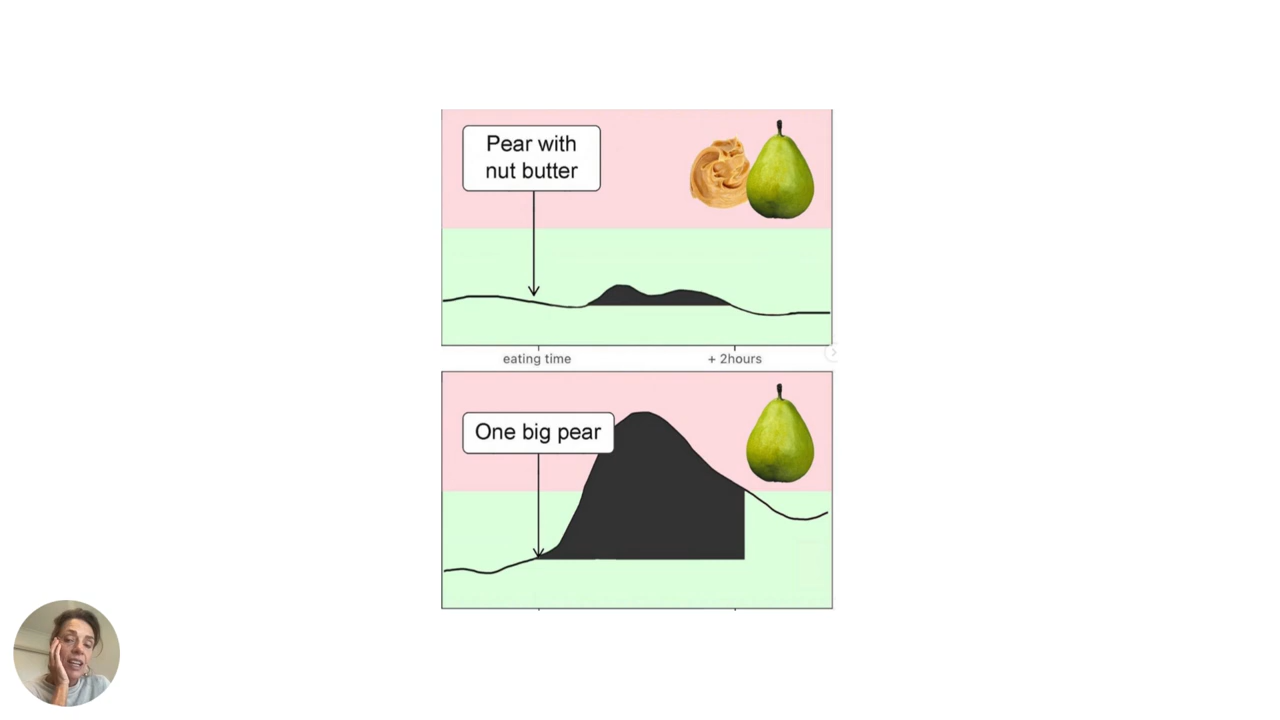 Pear with
nut butter
eating time
+ 2hours
One big pear